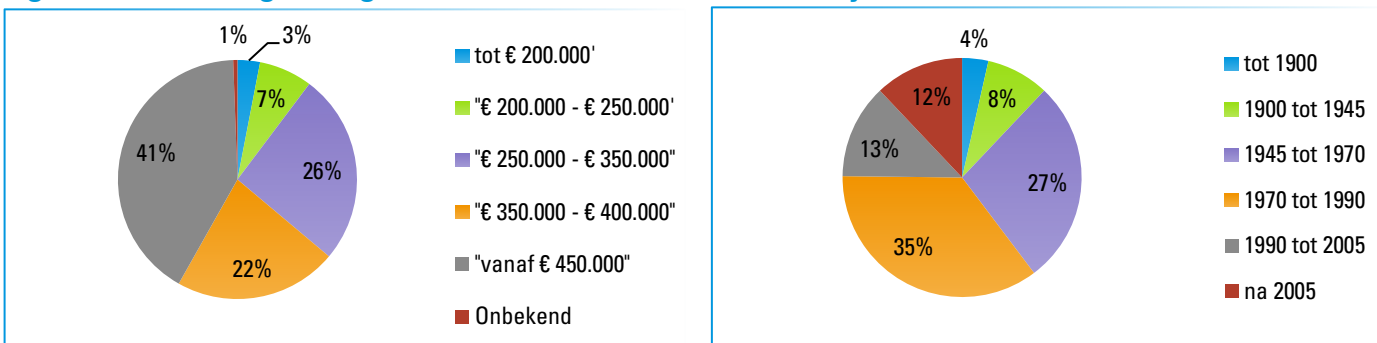 1%
3%
7%
26%
22%
41%
tot € 200.000'
"€ 200.000 - € 250.000'
"€ 250.000 - € 350.000"
"€ 350.000 - € 400.000"
"vanaf € 450.000"
Onbekend
4%
8%
27%
35%
13%
12%
tot 1900
1900 tot 1945
1945 tot 1970
1970 tot 1990
1990 tot 2005
na 2005